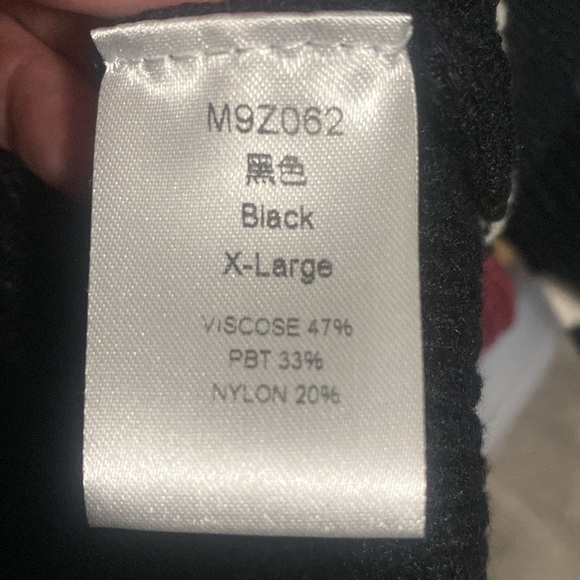 M9Z062
黑色
Black
X-Large
VISCOSE 47%
PBT 33%
NYLON 20%